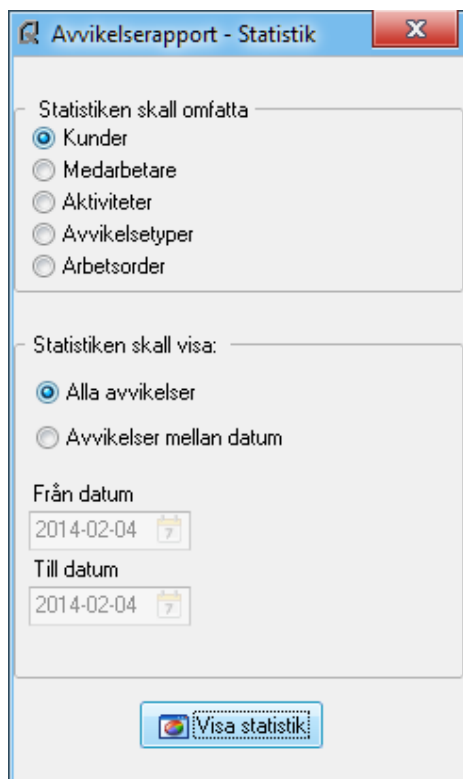 Avvikelserapport - Statistik
Statistiken skall omfatta
Kunder
Medarbetare
Aktiviteter
Avvikelsetyper
Arbetsorder
Statistiken skall visa:
Alla avvikelser
Avvikelser mellan datum
Från datum
2014-02-04
Till datum
2014-02-04
Visa statistik